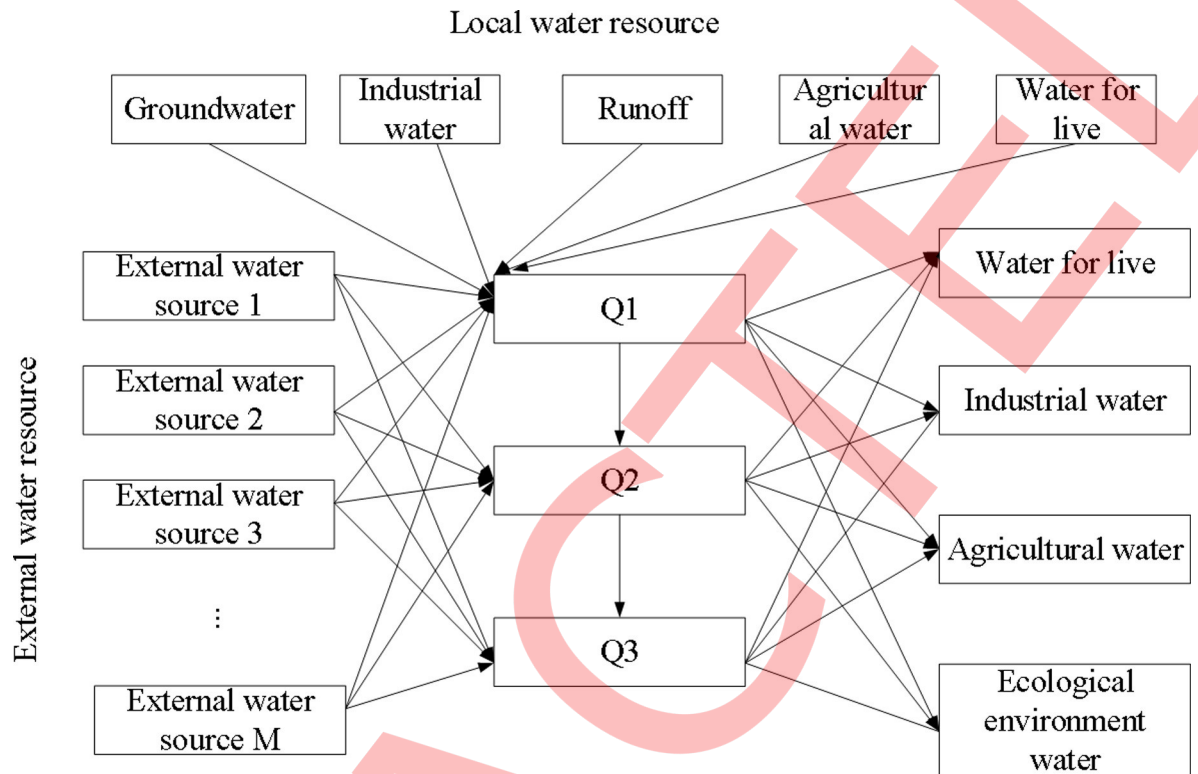 Local water resource
Groundwater
Industrial
water
Runoff
Agricultur
al water
Water for
live
External water resource
External water
source 1
External water
source 2
External water
source 3
...
External water
source M
Q1
Q2
Q3
Water for live
Industrial water
Agricultural water
Ecological
environment
water